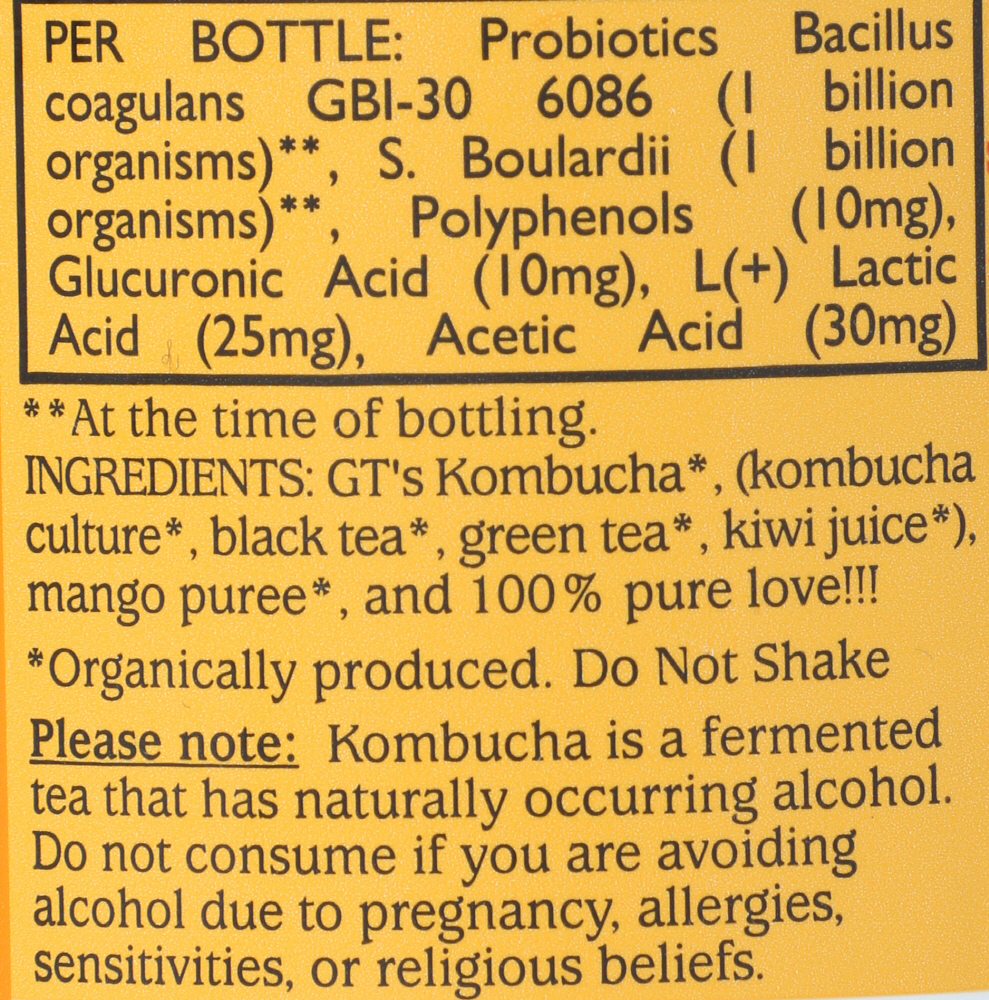 PER BOTTLE: Probiotics Bacillus
coagulans GBI-30 6086 (1 billion
organisms)**, S. Boulardii (1 billion
organisms)**, Polyphenols (10mg),
Glucuronic Acid (10mg), L(+) Lactic
Acid (25mg), Acetic Acid (30mg)
**At the time of bottling.
INGREDIENTS: GT's Kombucha*, (kombucha
culture*, black tea*, green tea*, kiwi juice*),
mango puree*, and 100% pure love!!!
*Organically produced. Do Not Shake
Please note: Kombucha is a fermented
tea that has naturally occurring alcohol.
Do not consume if you are avoiding
alcohol due to pregnancy, allergies,
sensitivities, or religious beliefs.